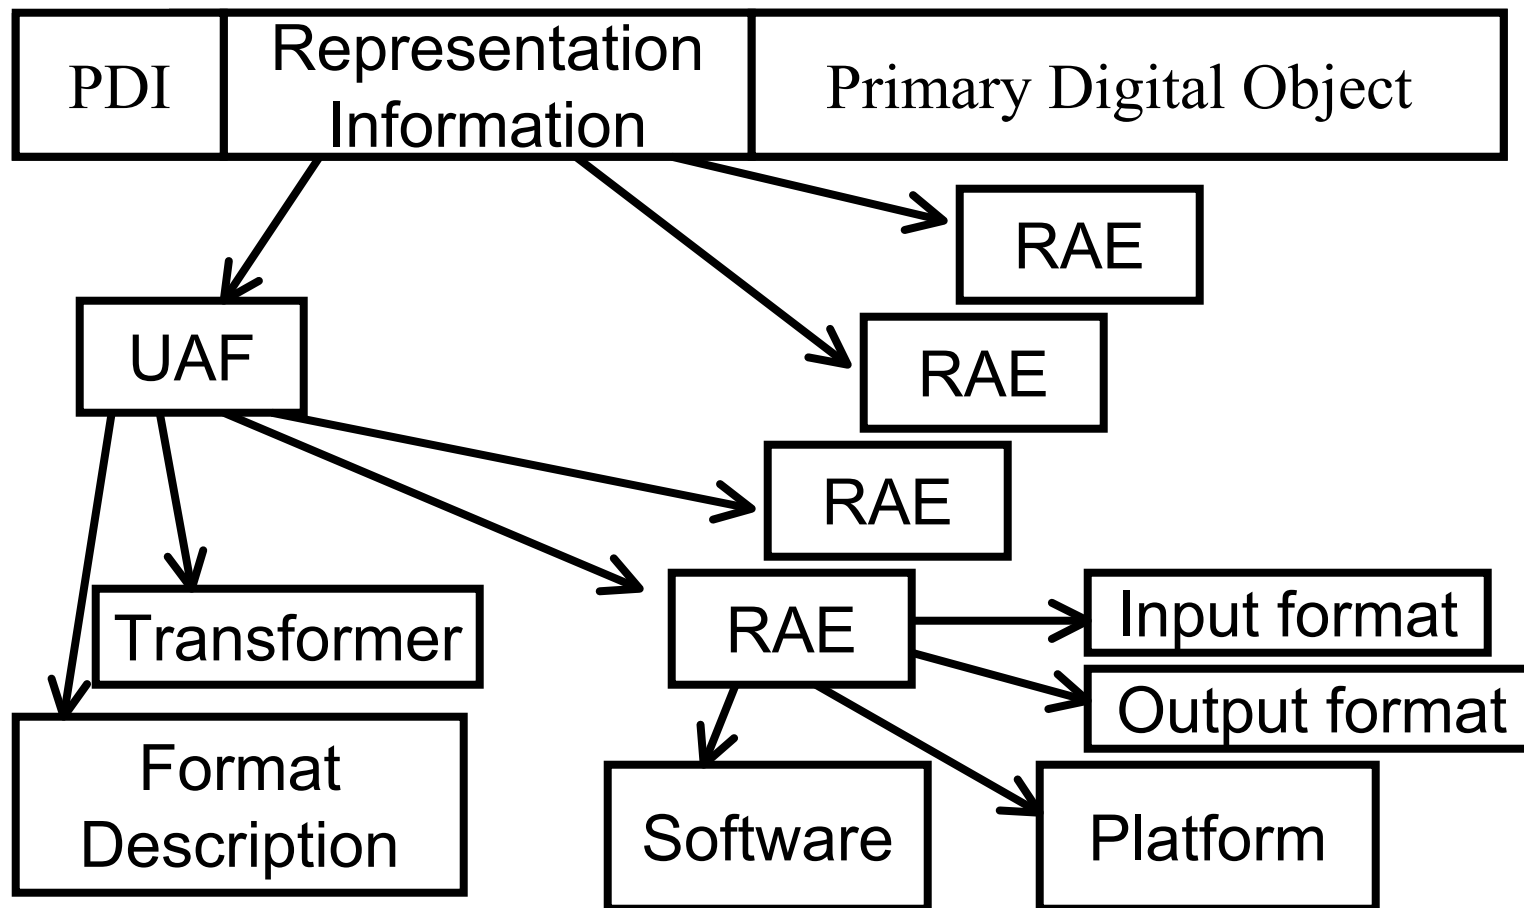 PDI
Representation
Information
Primary Digital Object
RAE
UAF
RAE
RAE
Transformer
RAE
Input format
Output format
Format
Description
Software
Platform